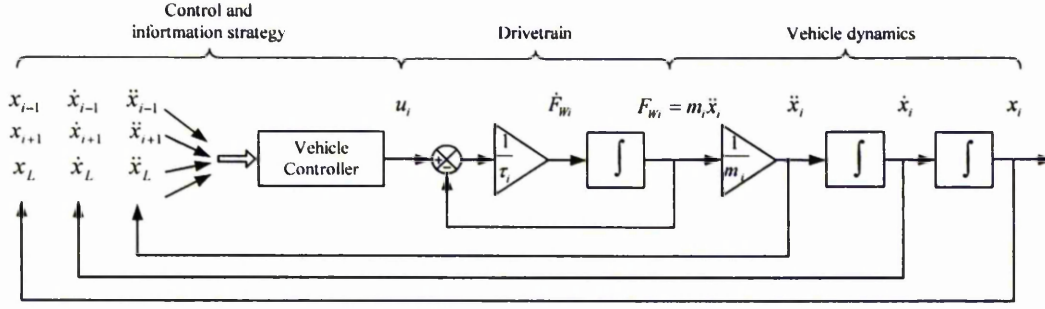 Control and
infortmation strategy
Drivetrain
Vehicle dynamics
x_{i-1} ẋ_{i-1} ẍ_{i-1}
x_{i+1} ẋ_{i+1} ẍ_{i+1}
x_L ẋ_L ẍ_L
Vehicle
Controller
u_i
+
−
Ḟ_{Wi}
1/τ_i
∫
F_{Wi} = m_i ẍ_i
1/m_i
ẍ_i
∫
ẋ_i
∫
x_i